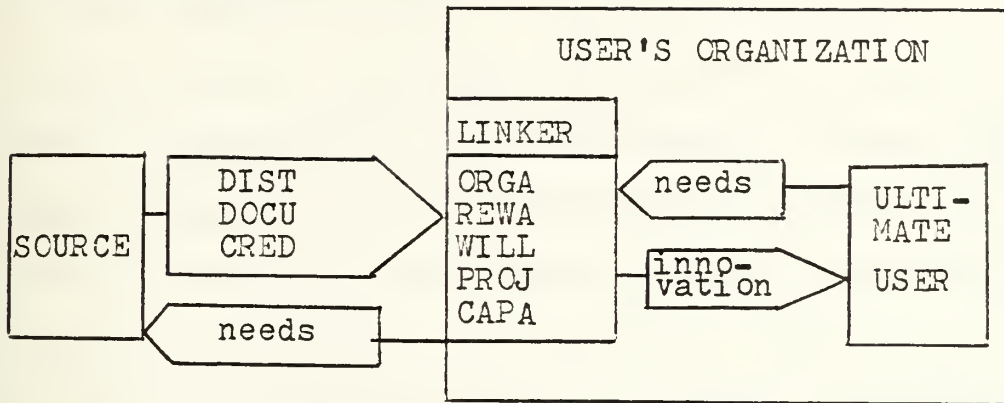 USER'S ORGANIZATION
LINKER
SOURCE
DIST
DOCU
CRED
needs
ORGA
REWA
WILL
PROJ
CAPA
needs
inno-
vation
ULTI-
MATE
USER